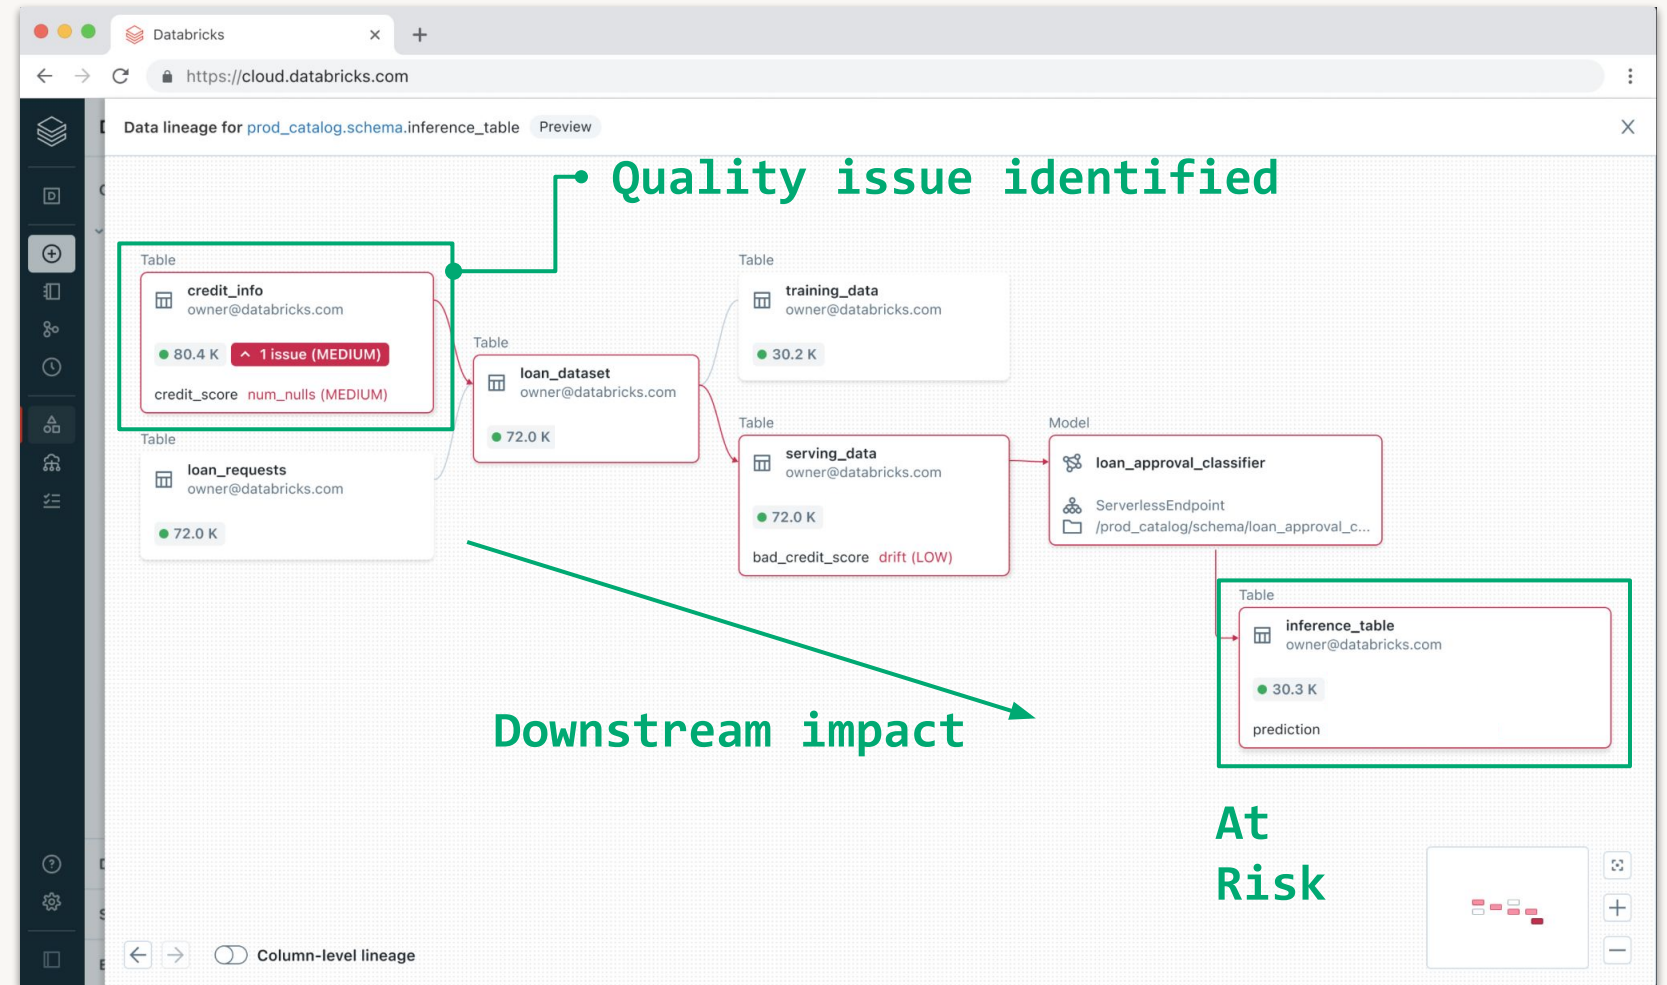 Databricks
https://cloud.databricks.com
Data lineage for prod_catalog.schema.inference_table Preview
Quality issue identified
Table
credit_info
owner@databricks.com
80.4 K
1 issue (MEDIUM)
credit_score num_nulls (MEDIUM)
Table
loan_requests
owner@databricks.com
72.0 K
Table
loan_dataset
owner@databricks.com
72.0 K
Table
training_data
owner@databricks.com
30.2 K
Table
serving_data
owner@databricks.com
72.0 K
bad_credit_score drift (LOW)
Model
loan_approval_classifier
ServerlessEndpoint
/prod_catalog/schema/loan_approval_c...
Table
inference_table
owner@databricks.com
30.3 K
prediction
Downstream impact
At
Risk
Column-level lineage